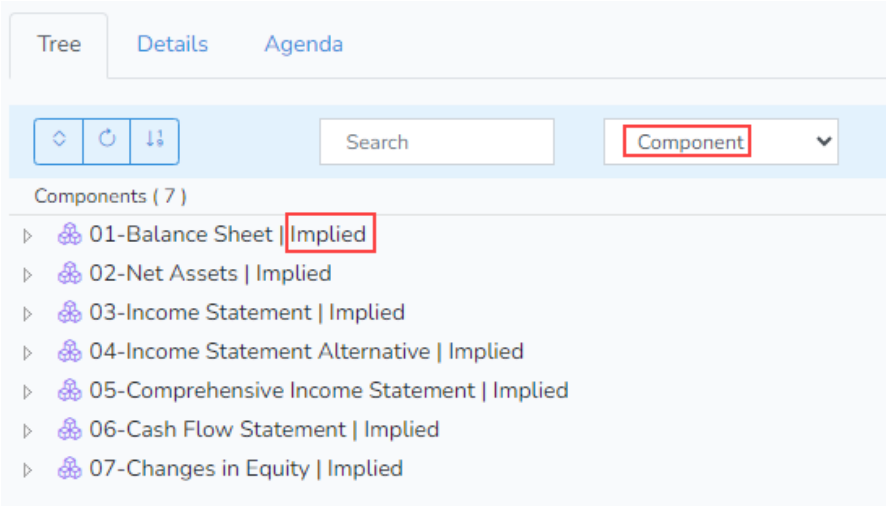 Tree Details Agenda
Search Component
Components ( 7 )
01-Balance Sheet | Implied
02-Net Assets | Implied
03-Income Statement | Implied
04-Income Statement Alternative | Implied
05-Comprehensive Income Statement | Implied
06-Cash Flow Statement | Implied
07-Changes in Equity | Implied